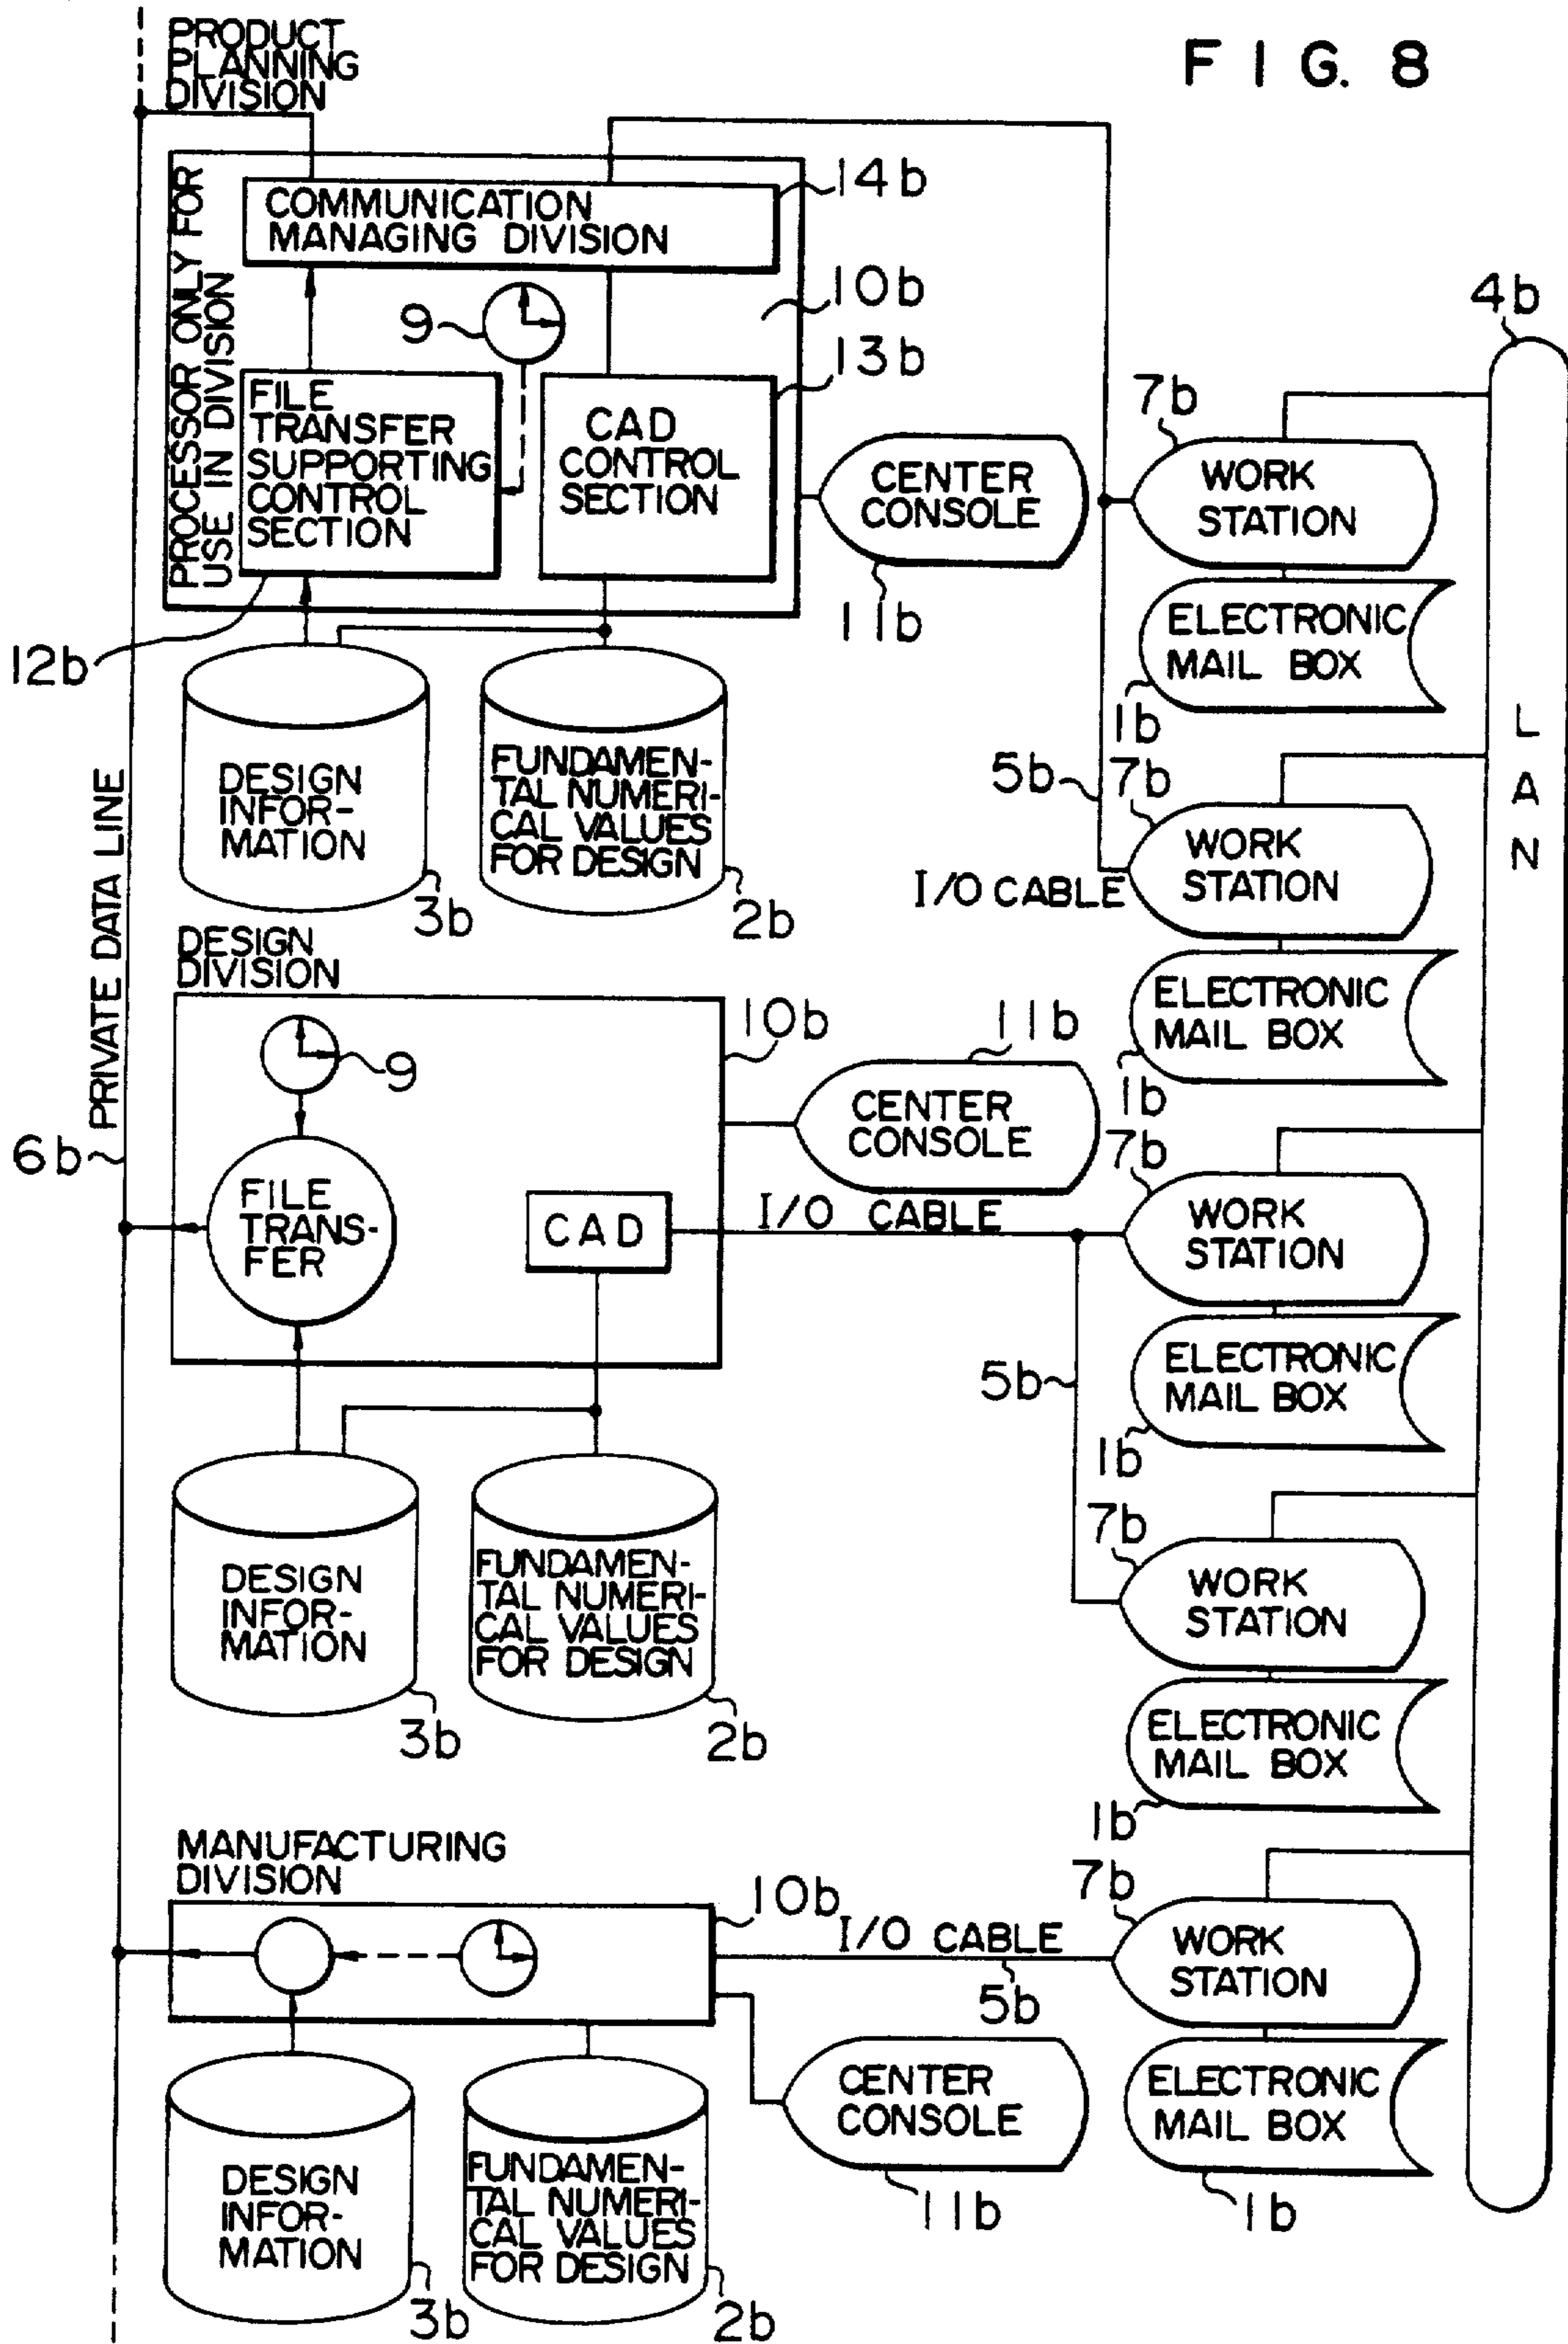 FIG. 8
PRODUCT
PLANNING
DIVISION
PROCESSOR ONLY FOR
USE IN DIVISION
COMMUNICATION
MANAGING DIVISION
14b
10b
9
13b
FILE
TRANSFER
SUPPORTING
CONTROL
SECTION
CAD
CONTROL
SECTION
CENTER
CONSOLE
11b
12b
4b
LAN
7b
WORK
STATION
ELECTRONIC
MAIL BOX
1b
DESIGN
INFOR-
MATION
3b
FUNDAMEN-
TAL NUMERI-
CAL VALUES
FOR DESIGN
2b
5b
7b
I/O CABLE
WORK
STATION
ELECTRONIC
MAIL BOX
1b
PRIVATE DATA LINE
6b
DESIGN
DIVISION
9
10b
11b
CENTER
CONSOLE
FILE
TRANS-
FER
CAD
I/O CABLE
7b
WORK
STATION
ELECTRONIC
MAIL BOX
1b
5b
DESIGN
INFOR-
MATION
3b
FUNDAMEN-
TAL NUMERI-
CAL VALUES
FOR DESIGN
2b
7b
WORK
STATION
ELECTRONIC
MAIL BOX
1b
MANUFACTURING
DIVISION
10b
I/O CABLE
5b
7b
WORK
STATION
CENTER
CONSOLE
11b
ELECTRONIC
MAIL BOX
1b
DESIGN
INFOR-
MATION
3b
FUNDAMEN-
TAL NUMERI-
CAL VALUES
FOR DESIGN
2b